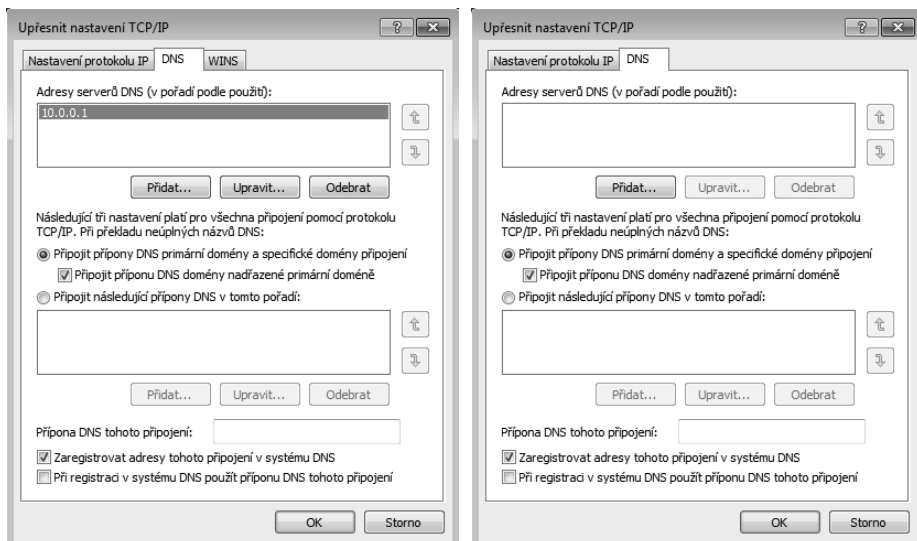 Upřesnit nastavení TCP/IP
Nastavení protokolu IP DNS WINS
Adresy serverů DNS (v pořadí podle použití):
10.0.0.1
Přidat... Upravit... Odebrat
Následující tři nastavení platí pro všechna připojení pomocí protokolu
TCP/IP. Při překladu neúplných názvů DNS:
Připojit přípony DNS primární domény a specifické domény připojení
Připojit příponu DNS domény nadřazené primární doméně
Připojit následující přípony DNS v tomto pořadí:
Přidat... Upravit... Odebrat
Přípona DNS tohoto připojení:
Zaregistrovat adresy tohoto připojení v systému DNS
Při registraci v systému DNS použít příponu DNS tohoto připojení
OK Storno
Upřesnit nastavení TCP/IP
Nastavení protokolu IP DNS
Adresy serverů DNS (v pořadí podle použití):
Přidat... Upravit... Odebrat
Následující tři nastavení platí pro všechna připojení pomocí protokolu
TCP/IP. Při překladu neúplných názvů DNS:
Připojit přípony DNS primární domény a specifické domény připojení
Připojit příponu DNS domény nadřazené primární doméně
Připojit následující přípony DNS v tomto pořadí:
Přidat... Upravit... Odebrat
Přípona DNS tohoto připojení:
Zaregistrovat adresy tohoto připojení v systému DNS
Při registraci v systému DNS použít příponu DNS tohoto připojení
OK Storno